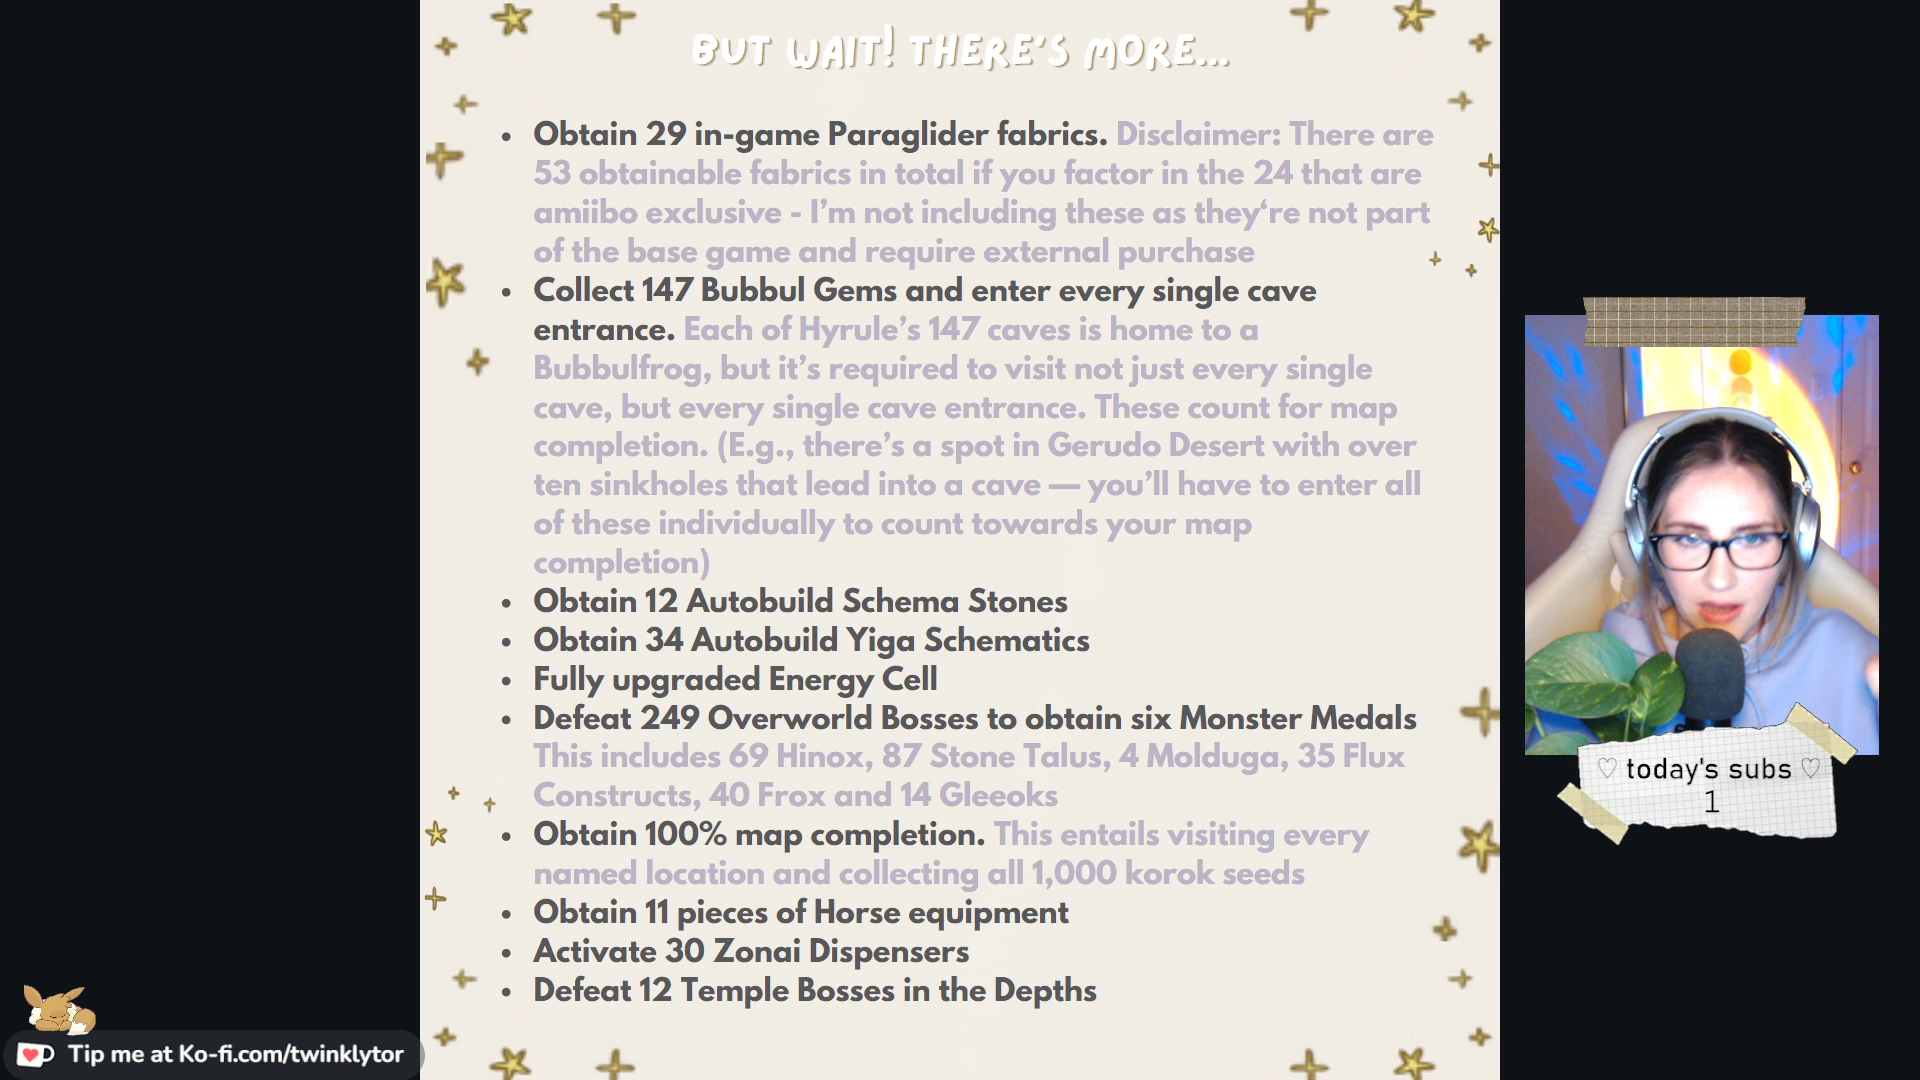 BUT WAIT! THERE'S MORE...
• Obtain 29 in-game Paraglider fabrics. Disclaimer: There are
53 obtainable fabrics in total if you factor in the 24 that are
amiibo exclusive - I'm not including these as they‘re not part
of the base game and require external purchase
• Collect 147 Bubbul Gems and enter every single cave
entrance. Each of Hyrule's 147 caves is home to a
Bubbulfrog, but it's required to visit not just every single
cave, but every single cave entrance. These count for map
completion. (E.g., there's a spot in Gerudo Desert with over
ten sinkholes that lead into a cave — you'll have to enter all
of these individually to count towards your map
completion)
• Obtain 12 Autobuild Schema Stones
• Obtain 34 Autobuild Yiga Schematics
• Fully upgraded Energy Cell
• Defeat 249 Overworld Bosses to obtain six Monster Medals
This includes 69 Hinox, 87 Stone Talus, 4 Molduga, 35 Flux
Constructs, 40 Frox and 14 Gleeoks
• Obtain 100% map completion. This entails visiting every
named location and collecting all 1,000 korok seeds
• Obtain 11 pieces of Horse equipment
• Activate 30 Zonai Dispensers
• Defeat 12 Temple Bosses in the Depths
♡ today's subs ♡
1
Tip me at Ko-fi.com/twinklytor